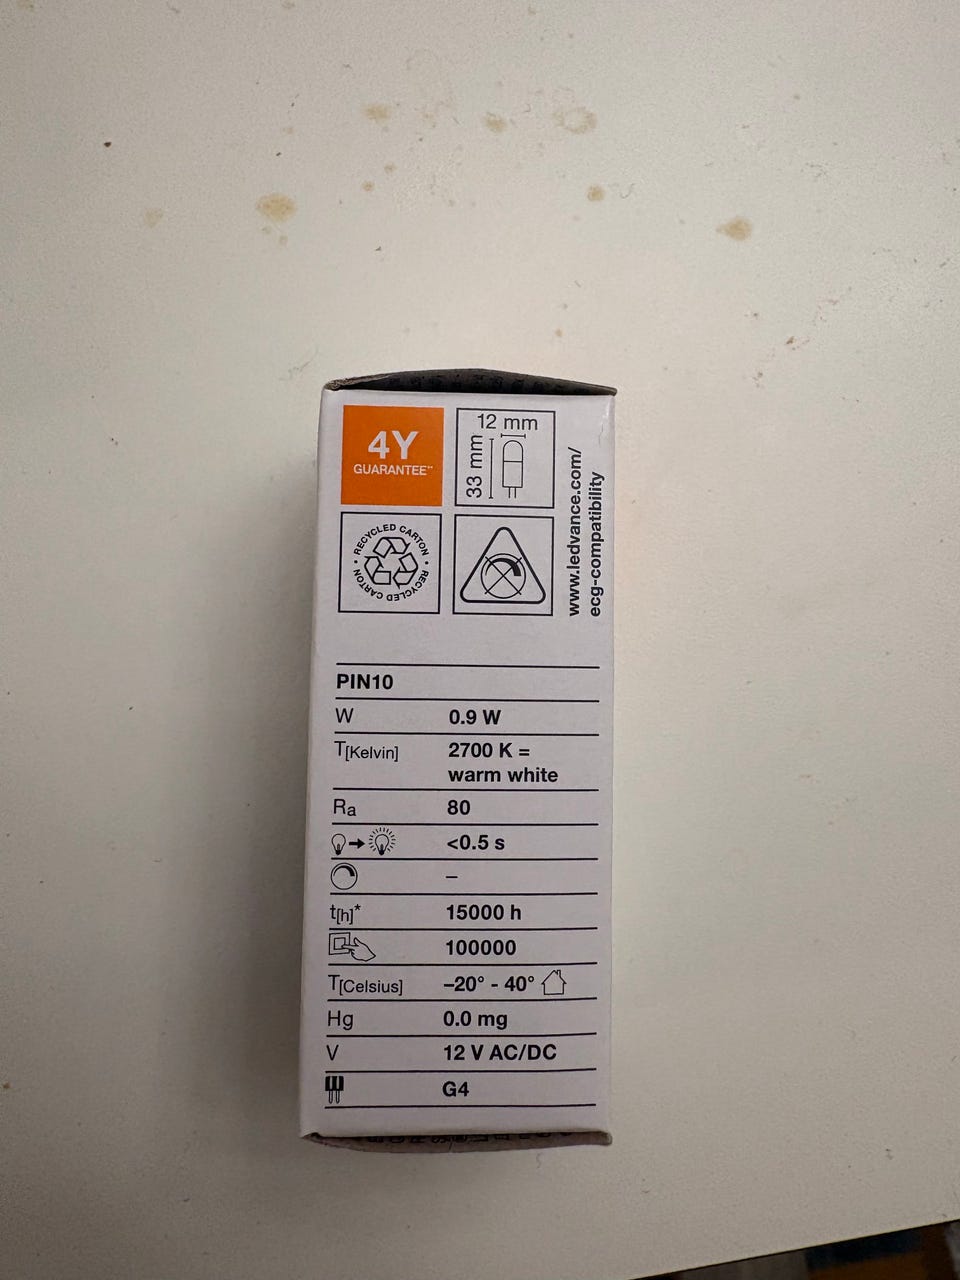 4Y
GUARANTEE**
12 mm
33 mm
www.ledvance.com/
ecg-compatibility
RECYCLED CARTON • RECYCLED CARTON •
PIN10
W 0.9 W
T[Kelvin] 2700 K =
warm white
Ra 80
<0.5 s
–
t[h]* 15000 h
100000
T[Celsius] –20° - 40°
Hg 0.0 mg
V 12 V AC/DC
G4